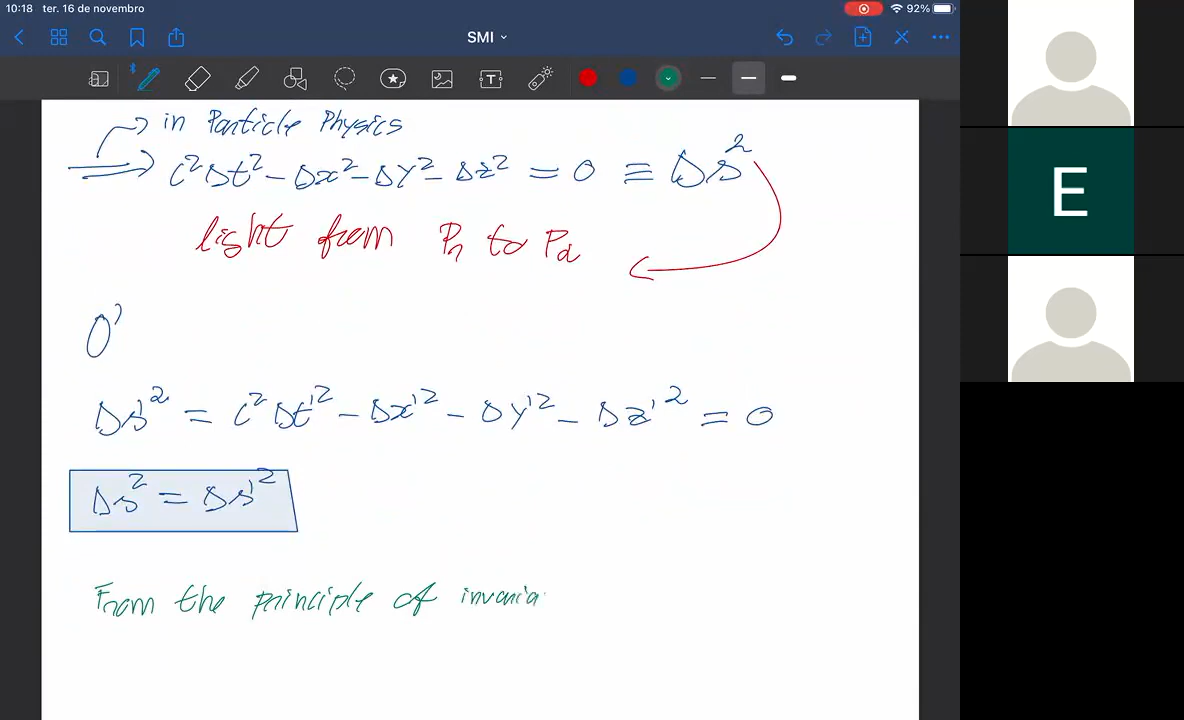 10:18 ter. 16 de novembro 92%
SMI
T
in Particle Physics
⇒ c²Δt² − Δx² − Δy² − Δz² = 0 ≡ Δs²
light from P₁ to P₂
O'
Δs'² = c²Δt'² − Δx'² − Δy'² − Δz'² = 0
Δs² = Δs'²
From the principle of invaria
E